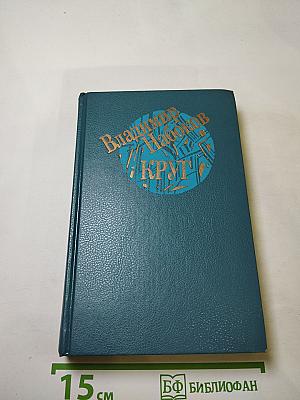 Владимир
Набоков
КРУГ
15 см
БФ БИБЛИОФАН